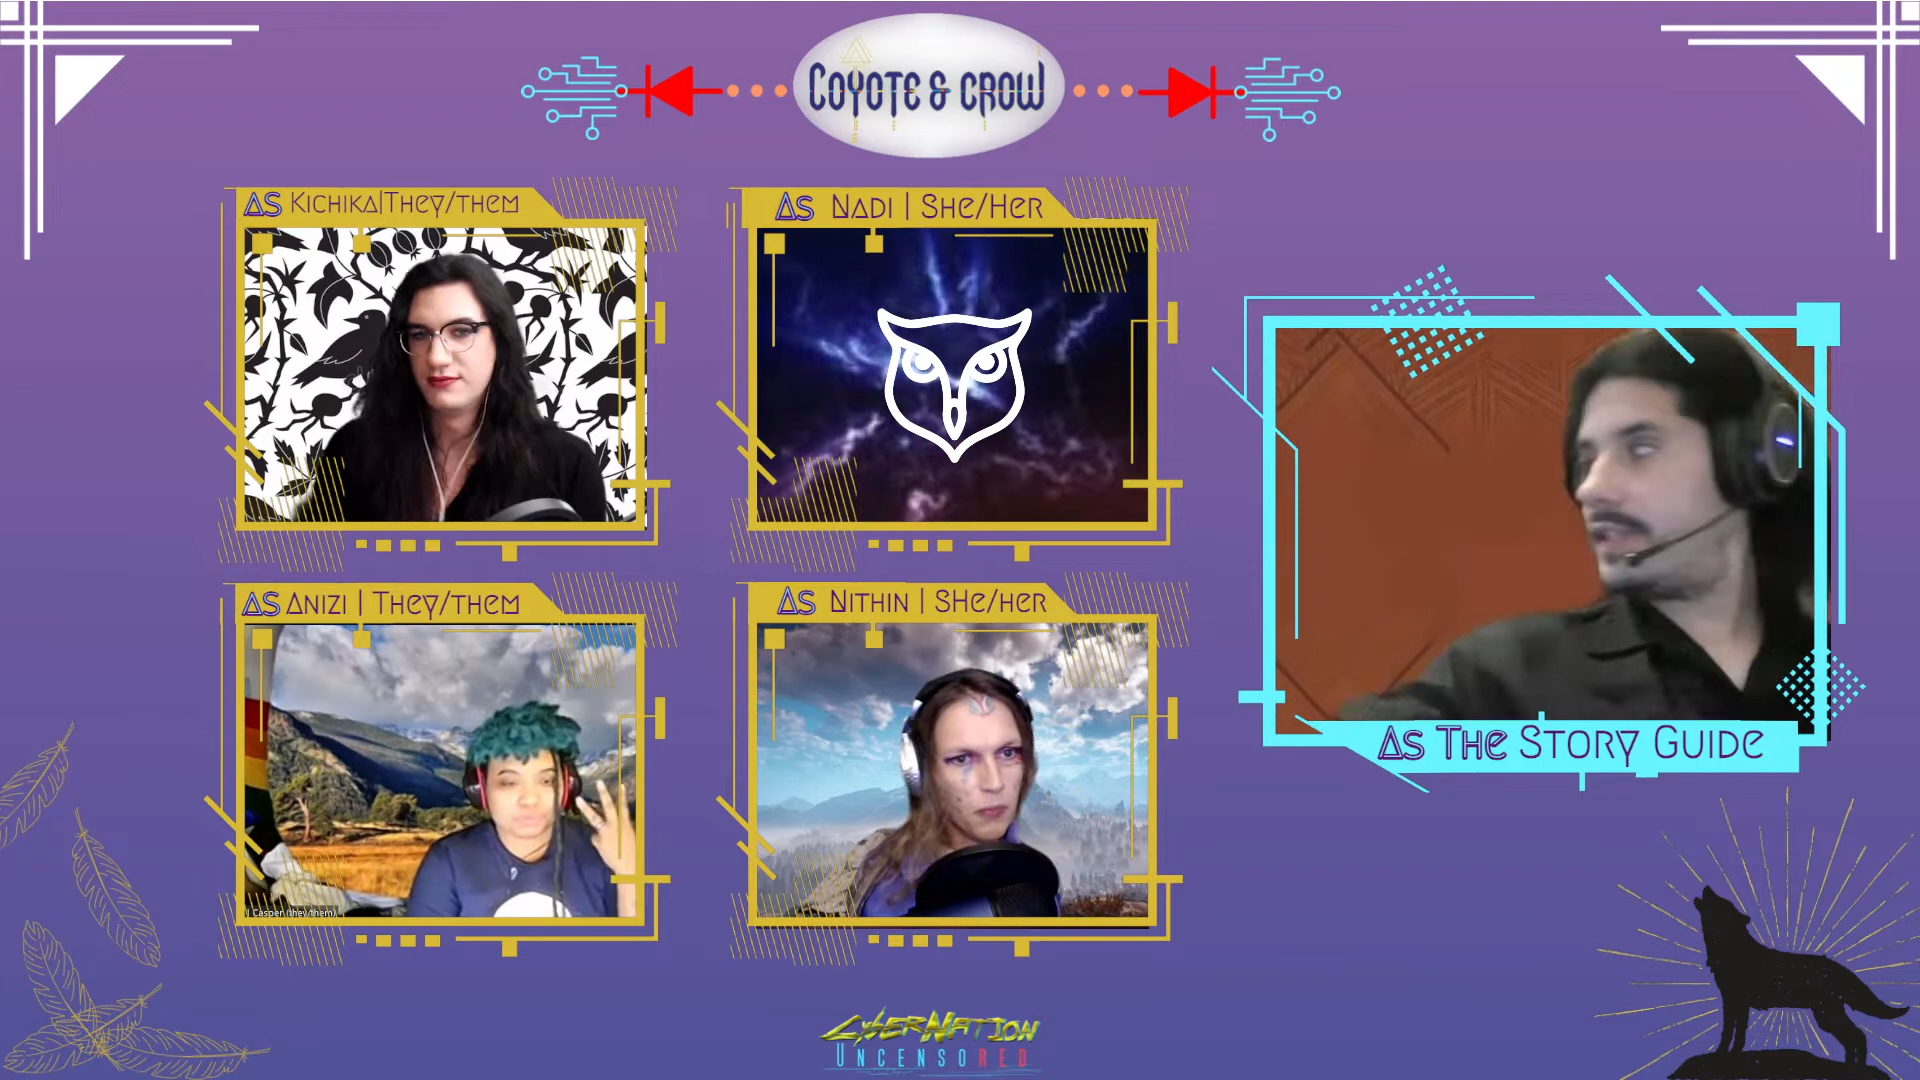 Coyote & Crow
As Kichika|They/them
As Nadi | She/Her
As Anizi | They/them
As Nithin | SHe/her
As The Story Guide
Casper (they/them)
CyberNation
Uncensored